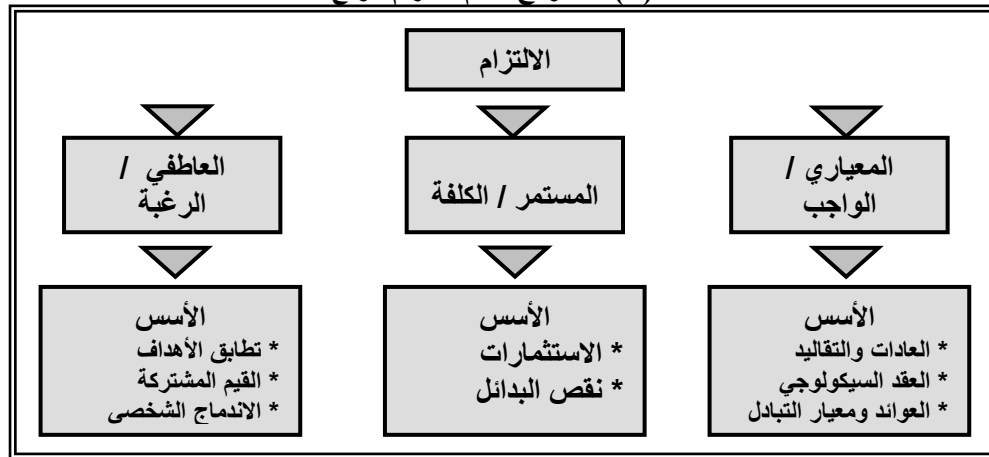 الالتزام
المعياري /
الواجب
المستمر / الكلفة
العاطفي /
الرغبة
الأسس
* العادات والتقاليد
* العقد السيكولوجي
* العوائد ومعيار التبادل
الأسس
* الاستثمارات
* نقص البدائل
الأسس
* تطابق الأهداف
* القيم المشتركة
* الاندماج الشخصي